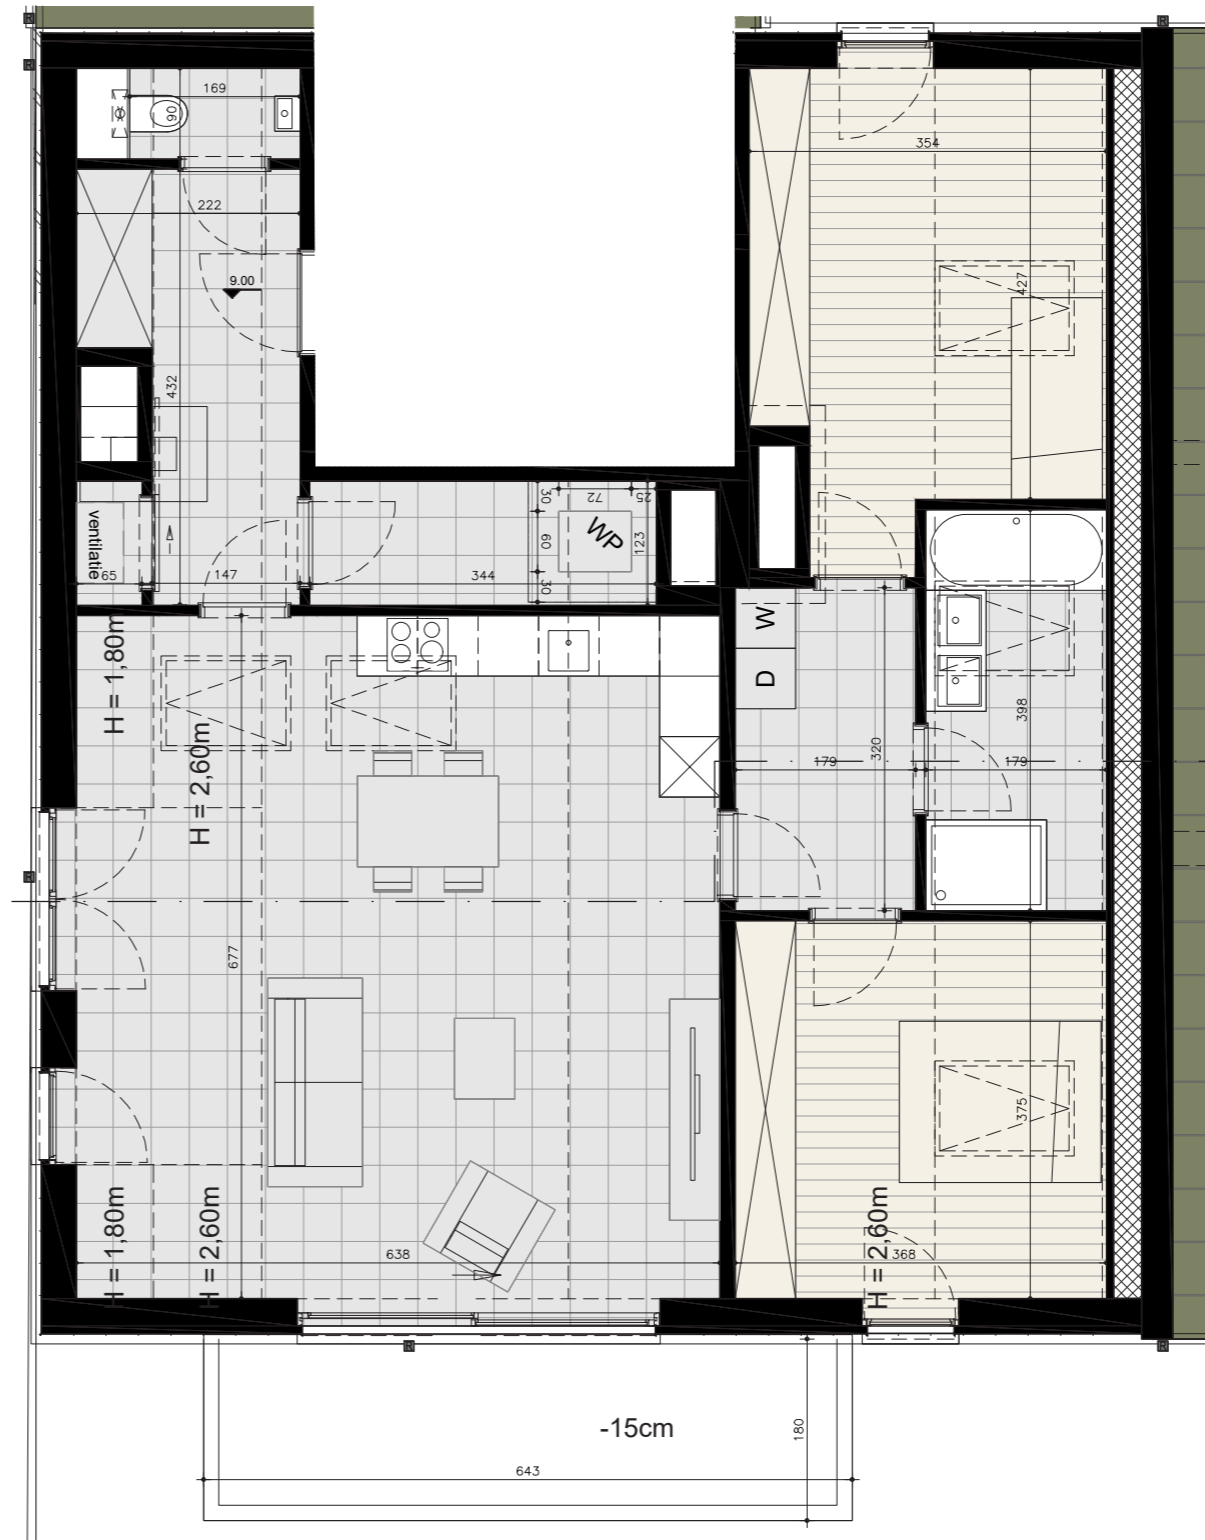 169
90
354
222
9.00
427
432
30
72
25
ventilatie
WP
60
123
65
147
344
30
H = 1,80m
W
D
H = 2,60m
398
320
179
179
677
375
H = 1,80m
H = 2,60m
H = 2,60m
638
368
-15cm
180
643
R
R
R
R
R
R